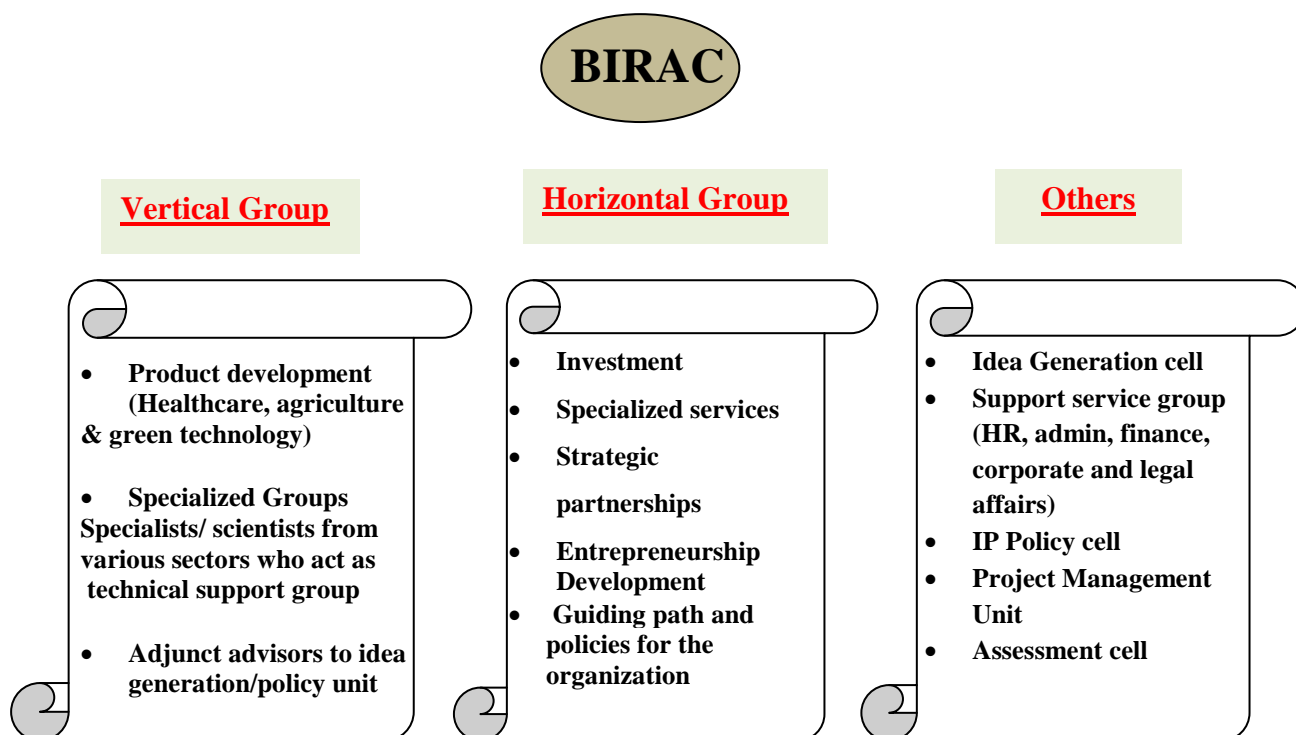 BIRAC
Vertical Group
• Product development
(Healthcare, agriculture
& green technology)
• Specialized Groups
Specialists/ scientists from
various sectors who act as
technical support group
• Adjunct advisors to idea
generation/policy unit
Horizontal Group
• Investment
• Specialized services
• Strategic
partnerships
• Entrepreneurship
Development
• Guiding path and
policies for the
organization
Others
• Idea Generation cell
• Support service group
(HR, admin, finance,
corporate and legal
affairs)
• IP Policy cell
• Project Management
Unit
• Assessment cell